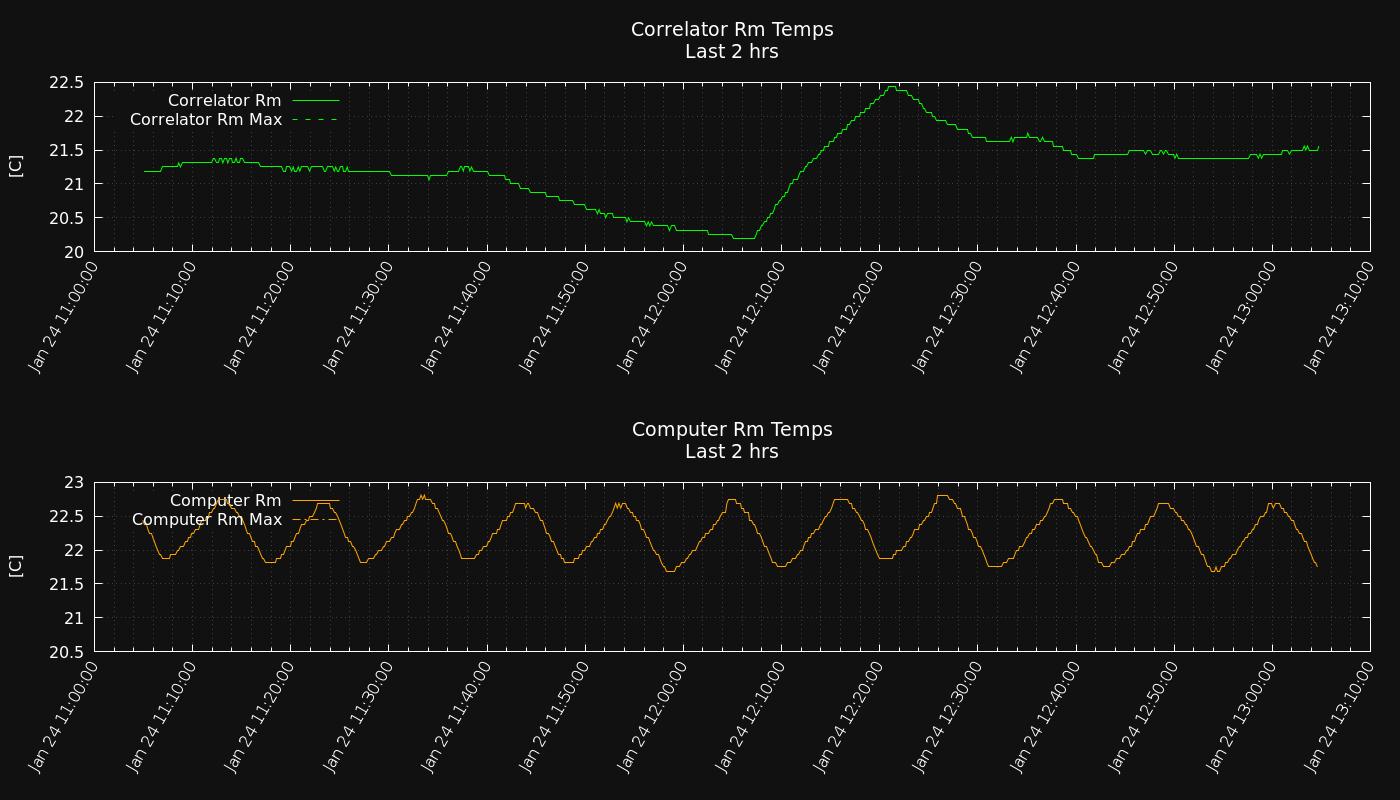 Correlator Rm Temps
Last 2 hrs
22.5
22
21.5
21
20.5
20
[C]
Correlator Rm
Correlator Rm Max
Jan 24 11:00:00
Jan 24 11:10:00
Jan 24 11:20:00
Jan 24 11:30:00
Jan 24 11:40:00
Jan 24 11:50:00
Jan 24 12:00:00
Jan 24 12:10:00
Jan 24 12:20:00
Jan 24 12:30:00
Jan 24 12:40:00
Jan 24 12:50:00
Jan 24 13:00:00
Jan 24 13:10:00
Computer Rm Temps
Last 2 hrs
23
22.5
22
21.5
21
20.5
[C]
Computer Rm
Computer Rm Max
Jan 24 11:00:00
Jan 24 11:10:00
Jan 24 11:20:00
Jan 24 11:30:00
Jan 24 11:40:00
Jan 24 11:50:00
Jan 24 12:00:00
Jan 24 12:10:00
Jan 24 12:20:00
Jan 24 12:30:00
Jan 24 12:40:00
Jan 24 12:50:00
Jan 24 13:00:00
Jan 24 13:10:00